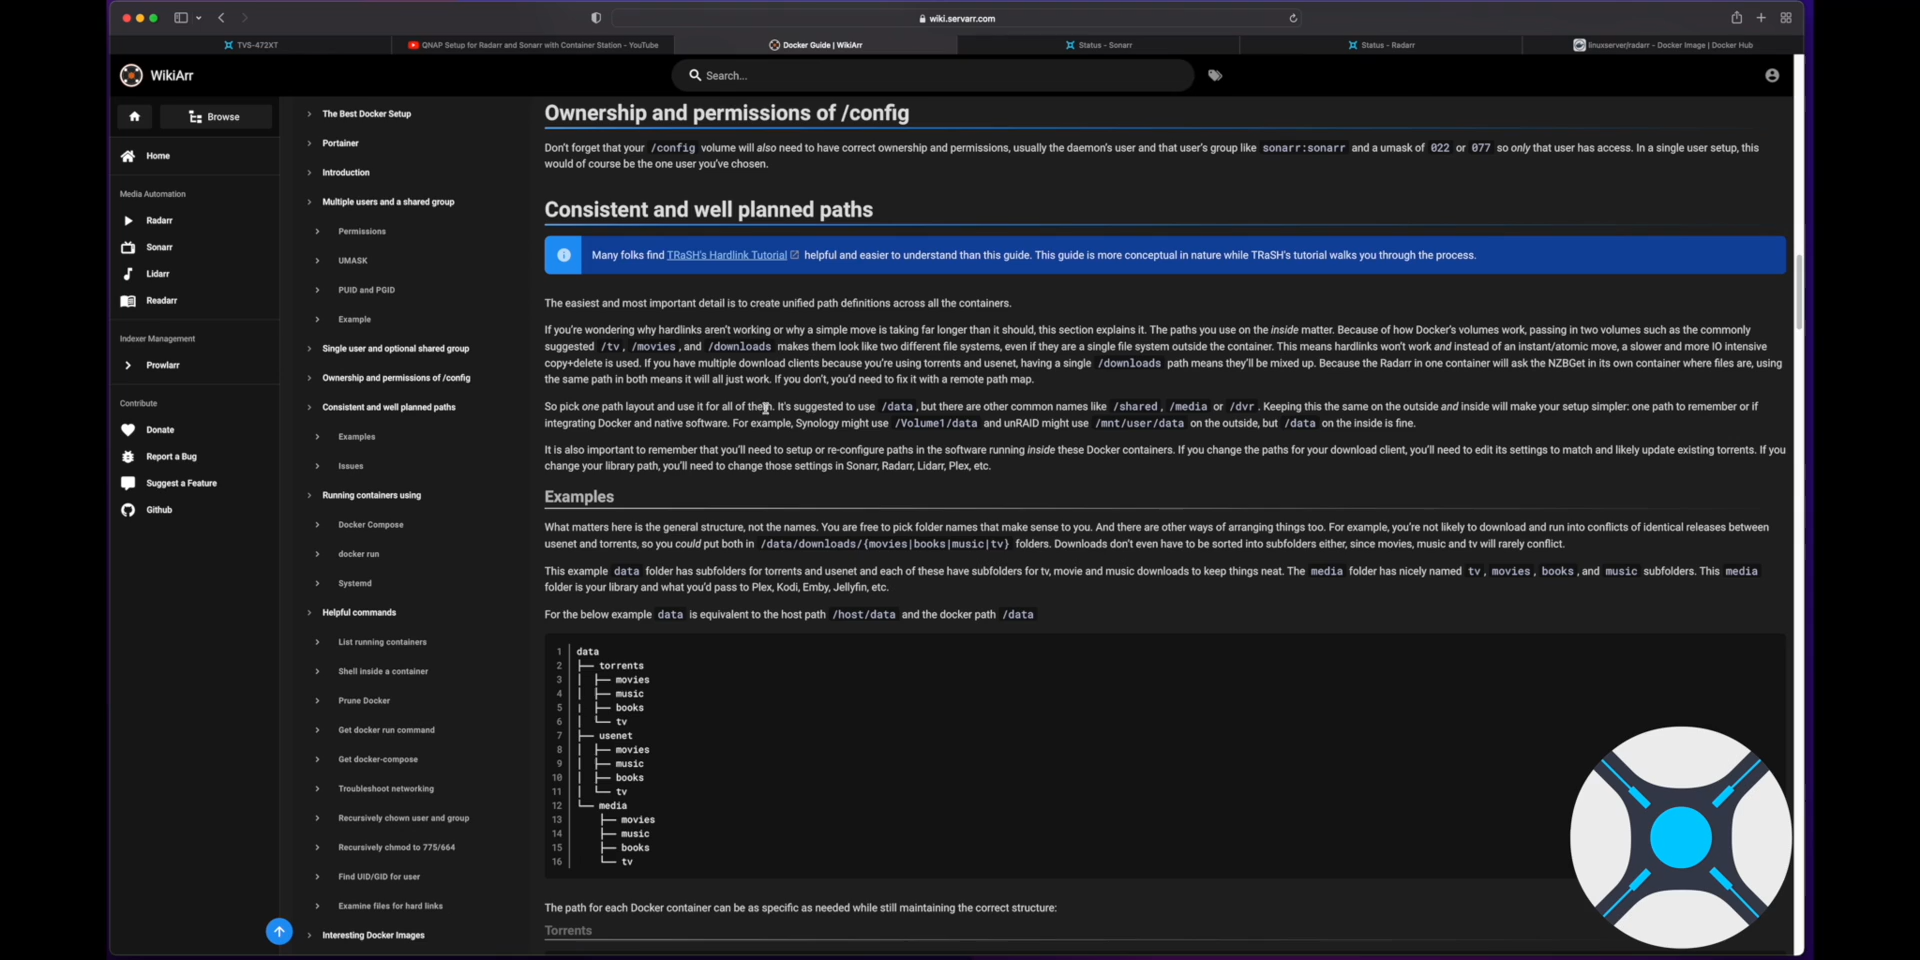 wiki.servarr.com
TVS-472XT
QNAP Setup for Radarr and Sonarr with Container Station - YouTube
Docker Guide | WikiArr
Status - Sonarr
Status - Radarr
linuxserver/radarr - Docker Image | Docker Hub
WikiArr
Search...
Browse
Home
Media Automation
Radarr
Sonarr
Lidarr
Readarr
Indexer Management
Prowlarr
Contribute
Donate
Report a Bug
Suggest a Feature
Github
The Best Docker Setup
Portainer
Introduction
Multiple users and a shared group
Permissions
UMASK
PUID and PGID
Example
Single user and optional shared group
Ownership and permissions of /config
Consistent and well planned paths
Examples
Issues
Running containers using
Docker Compose
docker run
Systemd
Helpful commands
List running containers
Shell inside a container
Prune Docker
Get docker run command
Get docker-compose
Troubleshoot networking
Recursively chown user and group
Recursively chmod to 775/664
Find UID/GID for user
Examine files for hard links
Interesting Docker Images
Ownership and permissions of /config
Don't forget that your /config volume will also need to have correct ownership and permissions, usually the daemon's user and that user's group like sonarr:sonarr and a umask of 022 or 077 so only that user has access. In a single user setup, this
would of course be the one user you've chosen.
Consistent and well planned paths
Many folks find TRaSH's Hardlink Tutorial helpful and easier to understand than this guide. This guide is more conceptual in nature while TRaSH's tutorial walks you through the process.
The easiest and most important detail is to create unified path definitions across all the containers.
If you're wondering why hardlinks aren't working or why a simple move is taking far longer than it should, this section explains it. The paths you use on the inside matter. Because of how Docker's volumes work, passing in two volumes such as the commonly
suggested /tv, /movies, and /downloads makes them look like two different file systems, even if they are a single file system outside the container. This means hardlinks won't work and instead of an instant/atomic move, a slower and more IO intensive
copy+delete is used. If you have multiple download clients because you're using torrents and usenet, having a single /downloads path means they'll be mixed up. Because the Radarr in one container will ask the NZBGet in its own container where files are, using
the same path in both means it will all just work. If you don't, you'd need to fix it with a remote path map.
So pick one path layout and use it for all of them. It's suggested to use /data, but there are other common names like /shared, /media or /dvr. Keeping this the same on the outside and inside will make your setup simpler: one path to remember or if
integrating Docker and native software. For example, Synology might use /Volume1/data and unRAID might use /mnt/user/data on the outside, but /data on the inside is fine.
It is also important to remember that you'll need to setup or re-configure paths in the software running inside these Docker containers. If you change the paths for your download client, you'll need to edit its settings to match and likely update existing torrents. If you
change your library path, you'll need to change those settings in Sonarr, Radarr, Lidarr, Plex, etc.
Examples
What matters here is the general structure, not the names. You are free to pick folder names that make sense to you. And there are other ways of arranging things too. For example, you're not likely to download and run into conflicts of identical releases between
usenet and torrents, so you could put both in /data/downloads/{movies|books|music|tv} folders. Downloads don't even have to be sorted into subfolders either, since movies, music and tv will rarely conflict.
This example data folder has subfolders for torrents and usenet and each of these have subfolders for tv, movie and music downloads to keep things neat. The media folder has nicely named tv, movies, books, and music subfolders. This media
folder is your library and what you'd pass to Plex, Kodi, Emby, Jellyfin, etc.
For the below example data is equivalent to the host path /host/data and the docker path /data
1 data
2 ├── torrents
3 │ ├── movies
4 │ ├── music
5 │ ├── books
6 │ └── tv
7 ├── usenet
8 │ ├── movies
9 │ ├── music
10 │ ├── books
11 │ └── tv
12 └── media
13 ├── movies
14 ├── music
15 ├── books
16 └── tv
The path for each Docker container can be as specific as needed while still maintaining the correct structure:
Torrents